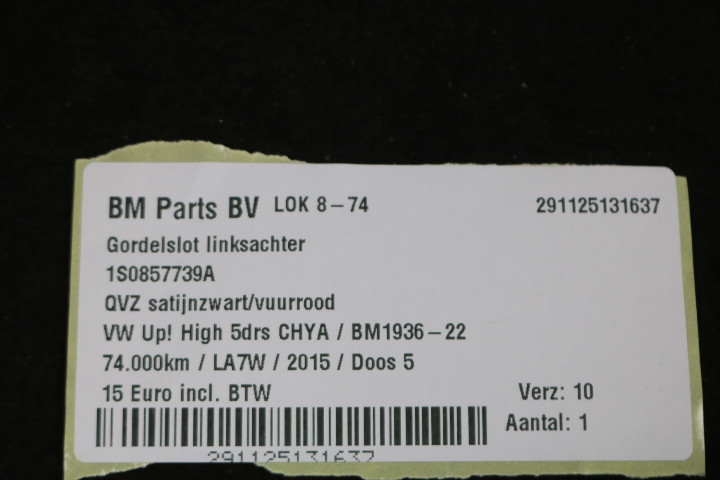 BM Parts BV LOK 8-74 291125131637
Gordelslot linksachter
1S0857739A
QVZ satijnzwart/vuurrood
VW Up! High 5drs CHYA / BM1936-22
74.000km / LA7W / 2015 / Doos 5
15 Euro incl. BTW Verz: 10
Aantal: 1
291125131637